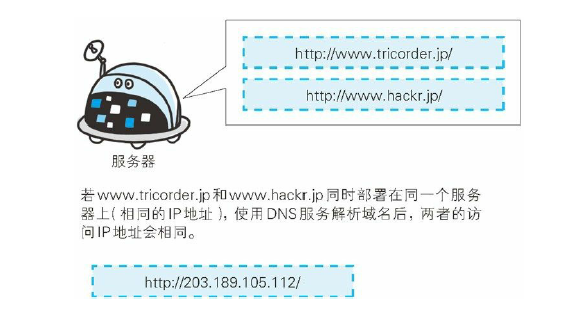 http://www.tricorder.jp/
http://www.hackr.jp/
服务器
若www.tricorder.jp和www.hackr.jp同时部署在同一个服务
器上(相同的IP地址),使用DNS服务解析域名后,两者的访
问IP地址会相同。
http://203.189.105.112/